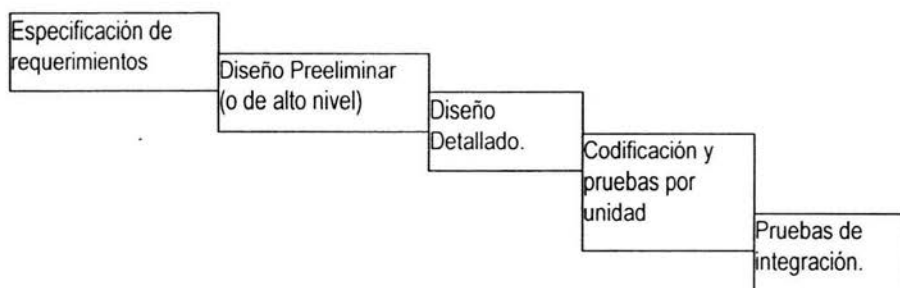 Especificación de
requerimientos
Diseño Preeliminar
(o de alto nivel)
Diseño
Detallado.
Codificación y
pruebas por
unidad
Pruebas de
integración.